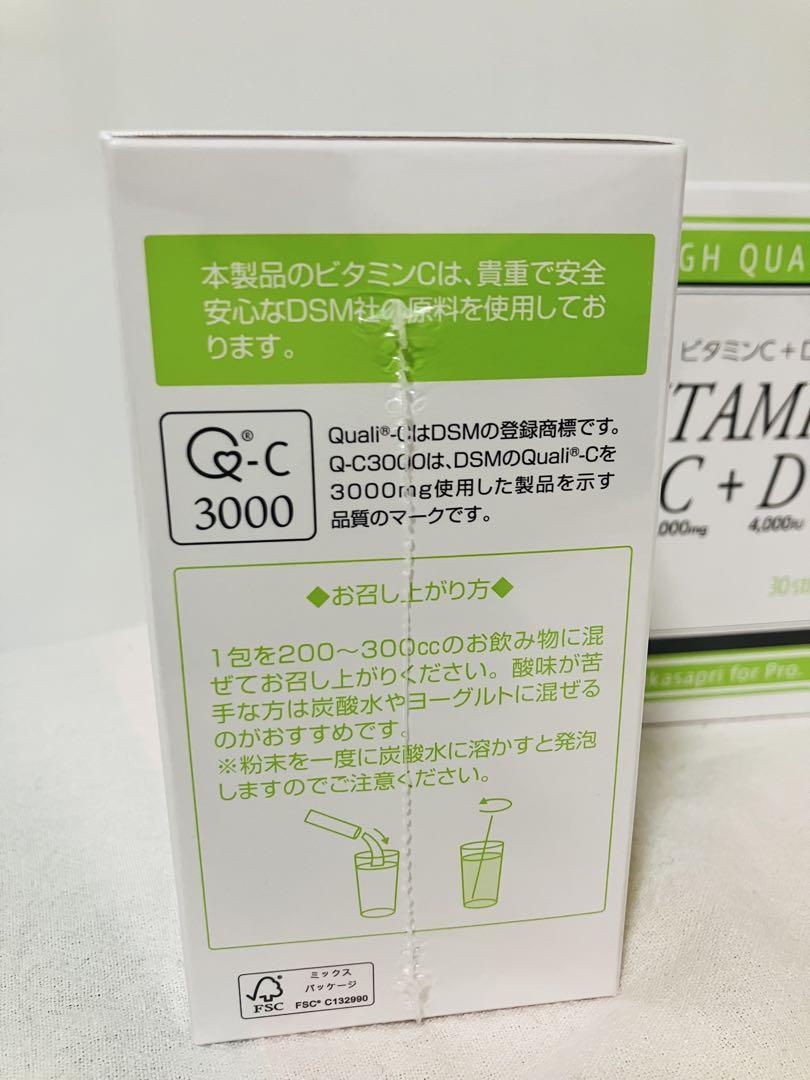 本製品のビタミンCは、貴重で安全
安心なDSM社の原料を使用してお
ります。
Q®-C
3000
Quali®-CはDSMの登録商標です。
Q-C3000は、DSMのQuali®-Cを
3000mg使用した製品を示す
品質のマークです。
◆お召し上がり方◆
1包を200〜300ccのお飲み物に混
ぜてお召し上がりください。酸味が苦
手な方は炭酸水やヨーグルトに混ぜる
のがおすすめです。
※粉末を一度に炭酸水に溶かすと発泡
しますのでご注意ください。
FSC
ミックス
パッケージ
FSC® C132990
GH QUA
ビタミンC+D
TAMI
C + D
000mg
4,000IU
30
kasapri for Pro.